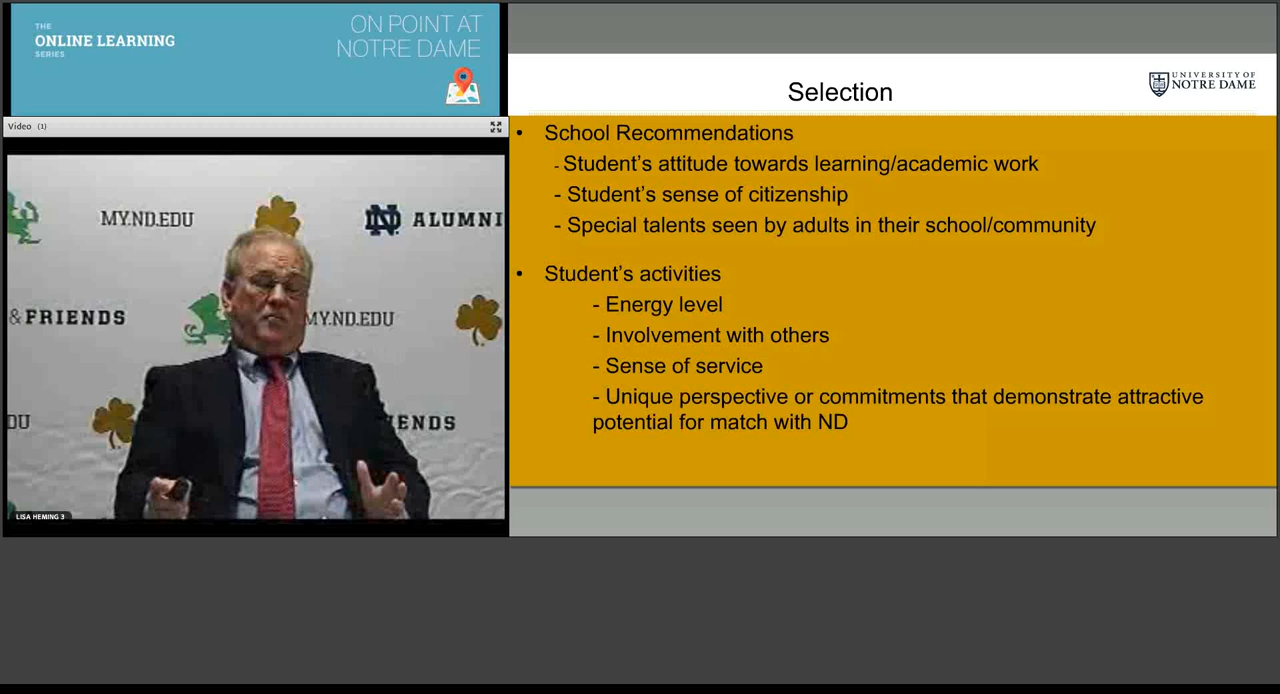 THE
ONLINE LEARNING
SERIES
ON POINT AT
NOTRE DAME
Video (1)
MY.ND.EDU
ND ALUMNI
& FRIENDS
MY.ND.EDU
DU
IENDS
LISA HEMING 3
UNIVERSITY OF
NOTRE DAME
Selection
• School Recommendations
- Student's attitude towards learning/academic work
- Student's sense of citizenship
- Special talents seen by adults in their school/community
• Student's activities
- Energy level
- Involvement with others
- Sense of service
- Unique perspective or commitments that demonstrate attractive
potential for match with ND